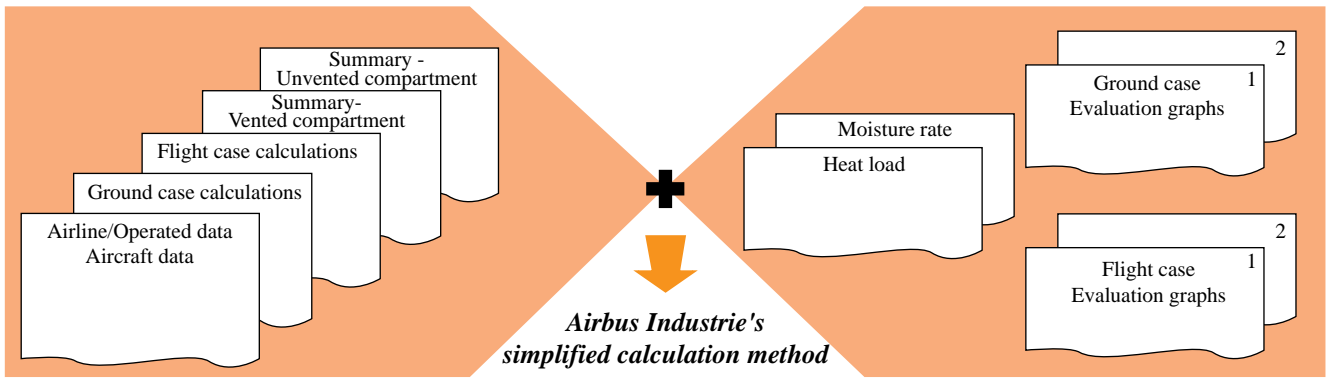 Summary -
Unvented compartment
Summary-
Vented compartment
Flight case calculations
Ground case calculations
Airline/Operated data
Aircraft data
Airbus Industrie's
simplified calculation method
Moisture rate
Heat load
2
1
Ground case
Evaluation graphs
2
1
Flight case
Evaluation graphs